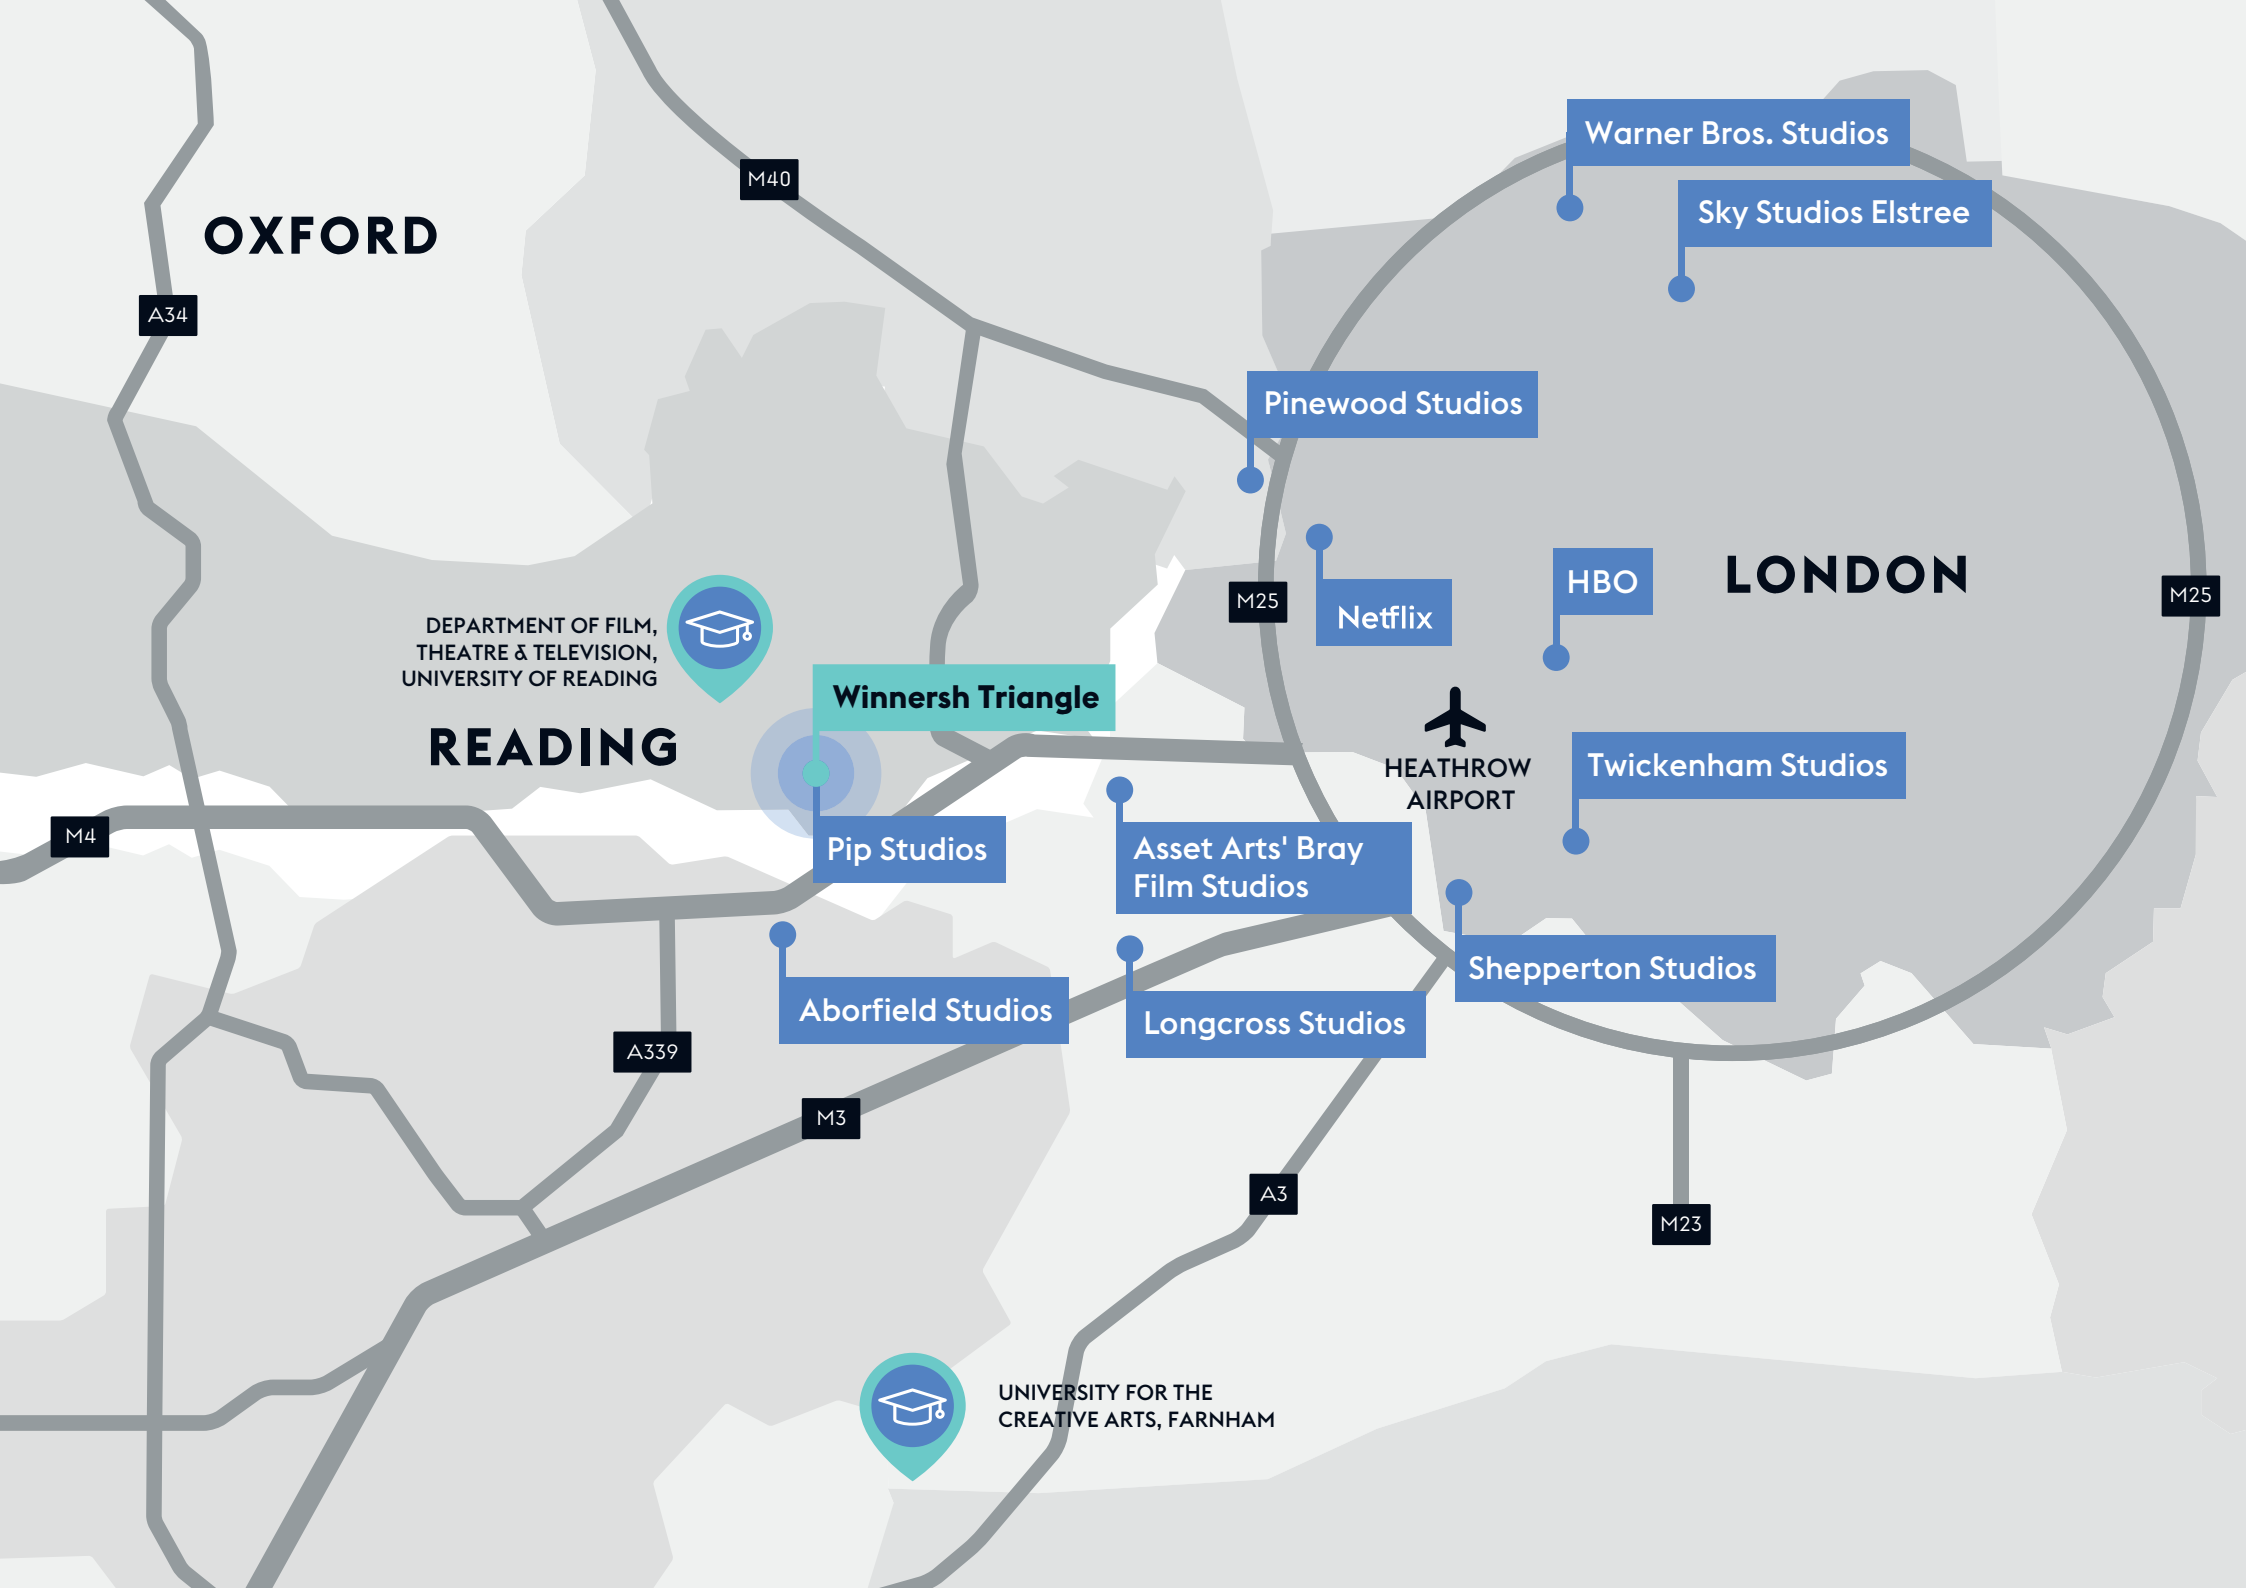 Warner Bros. Studios
M40
Sky Studios Elstree
OXFORD
A34
Pinewood Studios
HBO
LONDON
M25
M25
Netflix
DEPARTMENT OF FILM,
THEATRE & TELEVISION,
UNIVERSITY OF READING
Winnersh Triangle
READING
HEATHROW
AIRPORT
Twickenham Studios
M4
Pip Studios
Asset Arts' Bray
Film Studios
Shepperton Studios
Aborfield Studios
Longcross Studios
A339
M3
A3
M23
UNIVERSITY FOR THE
CREATIVE ARTS, FARNHAM